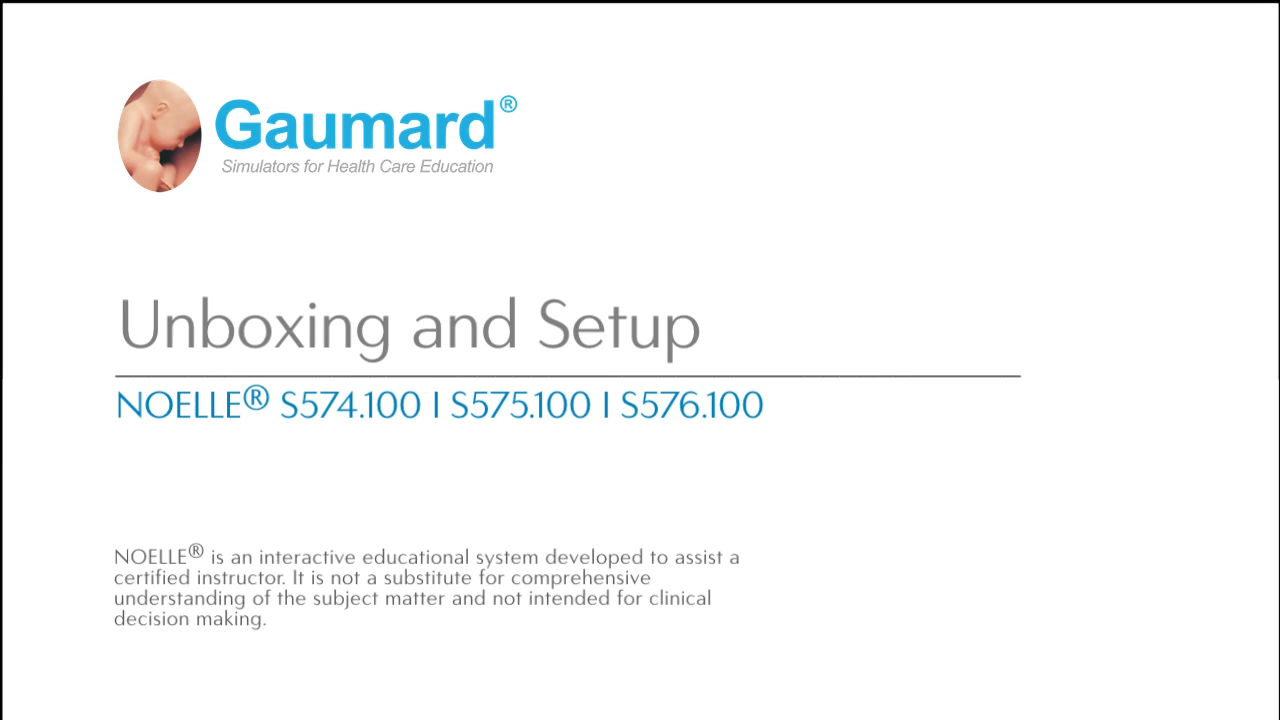 Gaumard®
Simulators for Health Care Education
Unboxing and Setup
NOELLE® S574.100 | S575.100 | S576.100
NOELLE® is an interactive educational system developed to assist a
certified instructor. It is not a substitute for comprehensive
understanding of the subject matter and not intended for clinical
decision making.